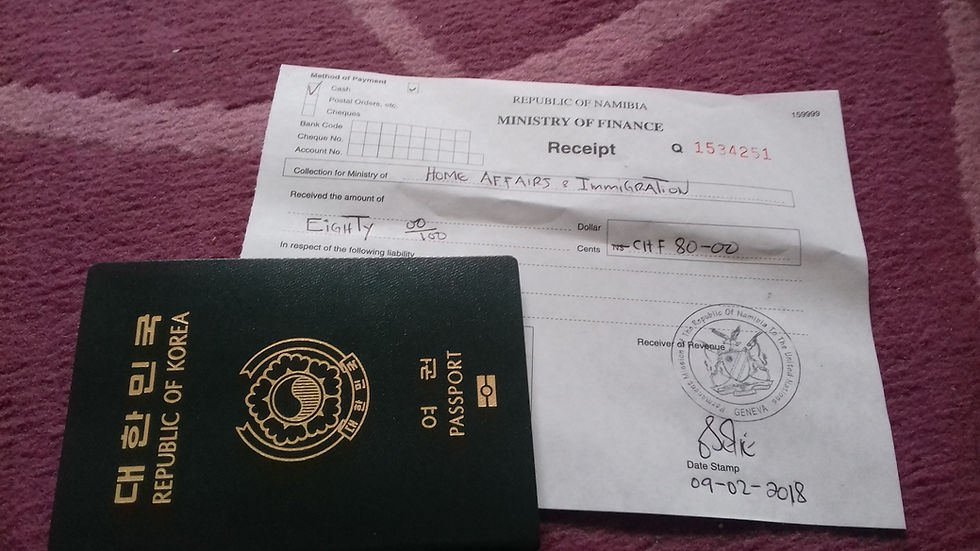 Method of Payment
Cash
Postal Orders, etc.
Cheques
Bank Code
Cheque No.
Account No.
REPUBLIC OF NAMIBIA
159999
MINISTRY OF FINANCE
Receipt Q 1534251
Collection for Ministry of HOME AFFAIRS & IMMIGRATION
Received the amount of
EIGHTY 00/100 Dollar
Cents N$ CHF 80-00
In respect of the following liability
Receiver of Revenue
Permanent Mission of The Republic Of Namibia To The United Nations
GENEVA
Date Stamp
09-02-2018
대한민국
REPUBLIC OF KOREA
대한민국
여권
PASSPORT